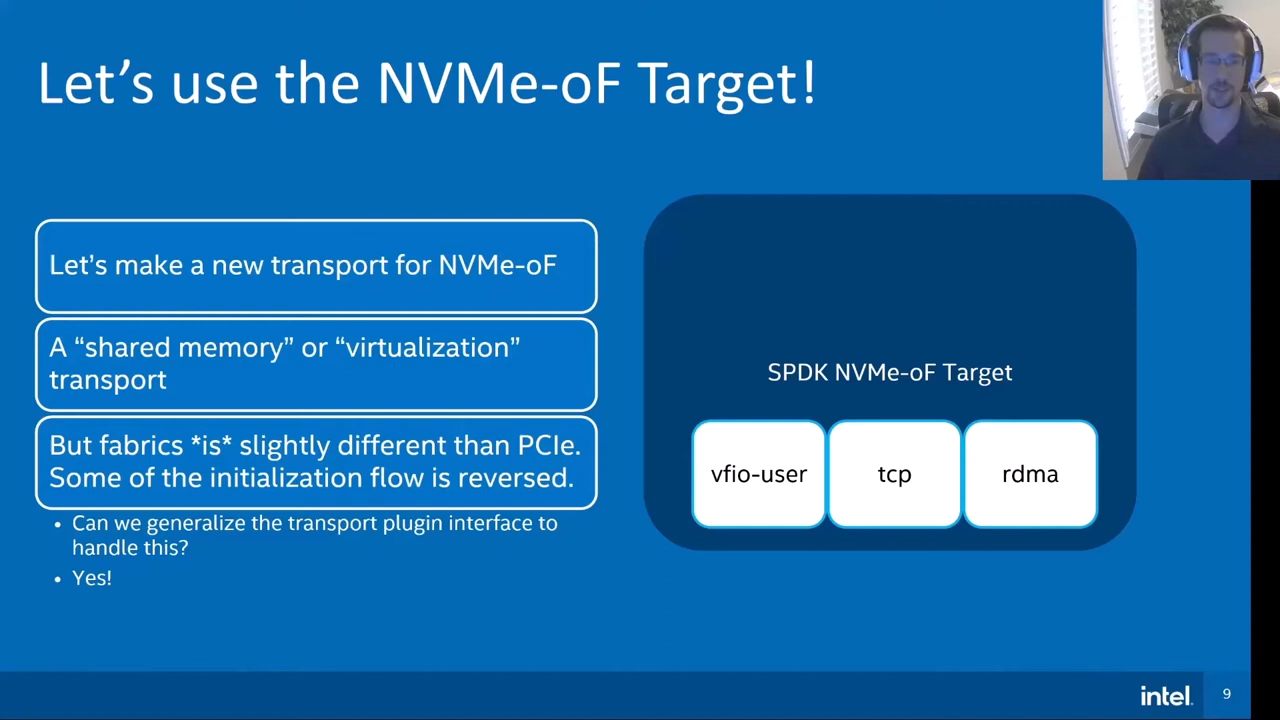 Let’s use the NVMe-oF Target!
Let’s make a new transport for NVMe-oF
A “shared memory” or “virtualization”
transport
But fabrics *is* slightly different than PCIe.
Some of the initialization flow is reversed.
• Can we generalize the transport plugin interface to
handle this?
• Yes!
SPDK NVMe-oF Target
vfio-user
tcp
rdma
intel.
9